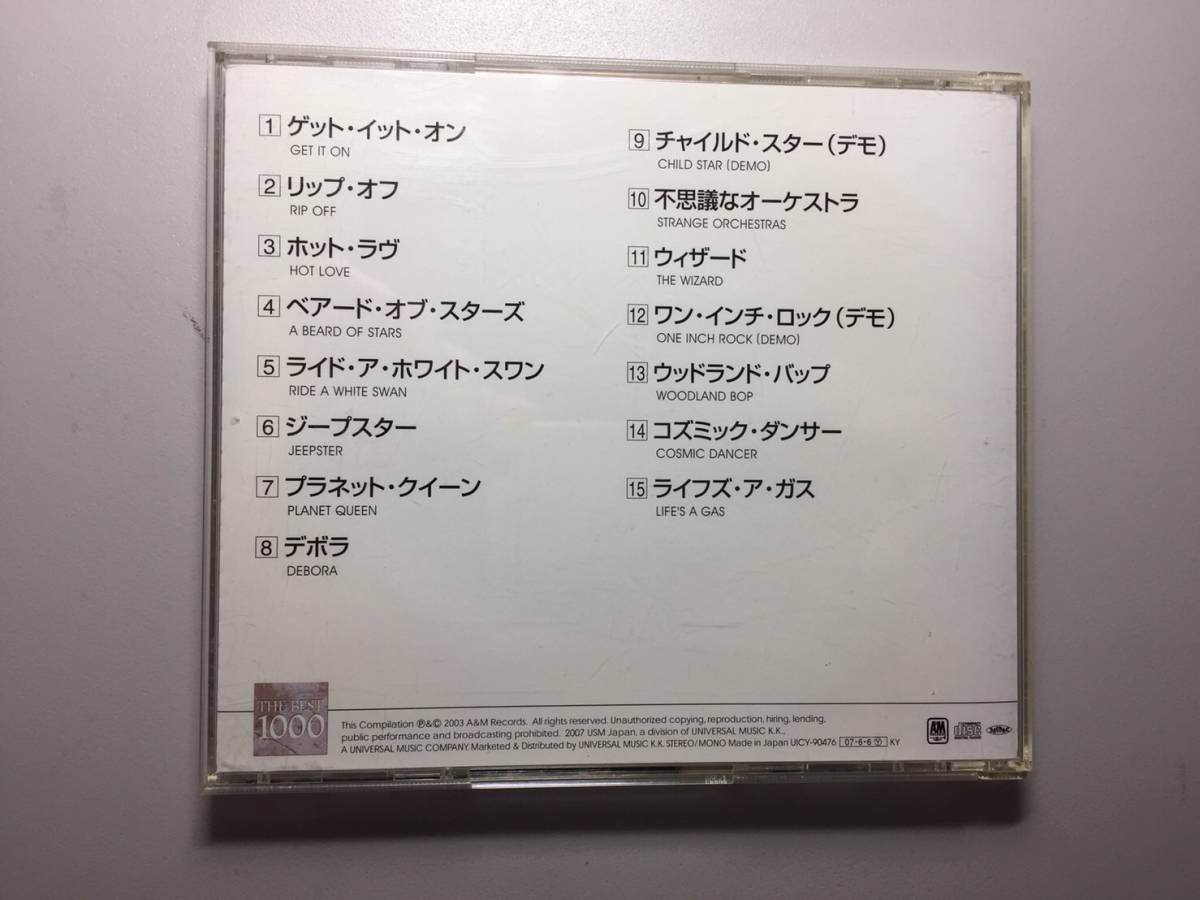 1 ゲット・イット・オン
GET IT ON
2 リップ・オフ
RIP OFF
3 ホット・ラヴ
HOT LOVE
4 ベアード・オブ・スターズ
A BEARD OF STARS
5 ライド・ア・ホワイト・スワン
RIDE A WHITE SWAN
6 ジープスター
JEEPSTER
7 プラネット・クイーン
PLANET QUEEN
8 デボラ
DEBORA
9 チャイルド・スター(デモ)
CHILD STAR (DEMO)
10 不思議なオーケストラ
STRANGE ORCHESTRAS
11 ウィザード
THE WIZARD
12 ワン・インチ・ロック(デモ)
ONE INCH ROCK (DEMO)
13 ウッドランド・バップ
WOODLAND BOP
14 コズミック・ダンサー
COSMIC DANCER
15 ライフズ・ア・ガス
LIFE'S A GAS
THE BEST
1000
This Compilation ℗&© 2003 A&M Records. All rights reserved. Unauthorized copying, reproduction, hiring, lending,
public performance and broadcasting prohibited. 2007 USM Japan, a division of UNIVERSAL MUSIC K.K.,
A UNIVERSAL MUSIC COMPANY. Marketed & Distributed by UNIVERSAL MUSIC K.K. STEREO/MONO Made in Japan UICY-90476 07・6・6 Ⓨ KY
A&M
disc